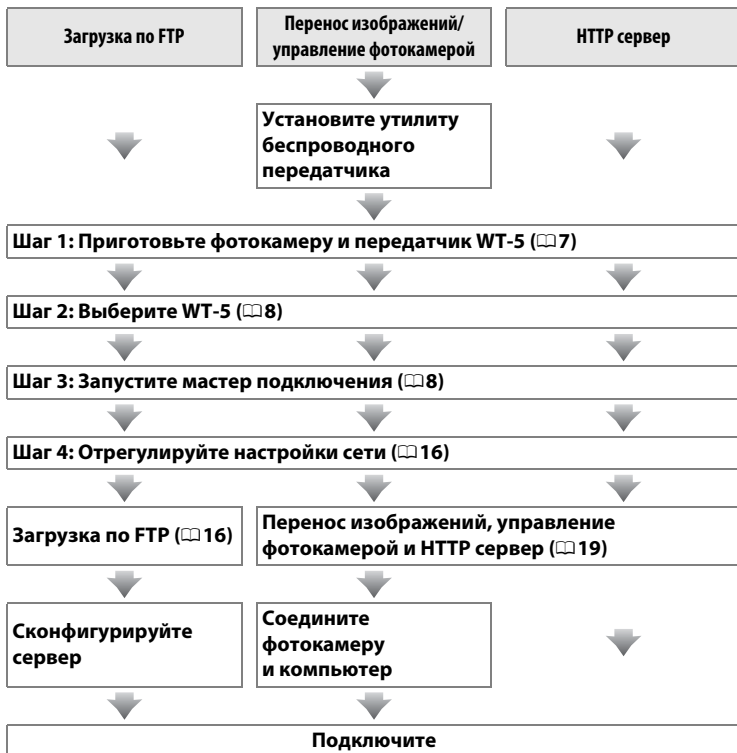 Загрузка по FTP
Перенос изображений/
управление фотокамерой
HTTP сервер
Установите утилиту
беспроводного
передатчика
Шаг 1: Приготовьте фотокамеру и передатчик WT-5 (📖7)
Шаг 2: Выберите WT-5 (📖8)
Шаг 3: Запустите мастер подключения (📖8)
Шаг 4: Отрегулируйте настройки сети (📖16)
Загрузка по FTP (📖16)
Перенос изображений, управление
фотокамерой и HTTP сервер (📖19)
Сконфигурируйте
сервер
Соедините
фотокамеру
и компьютер
Подключите